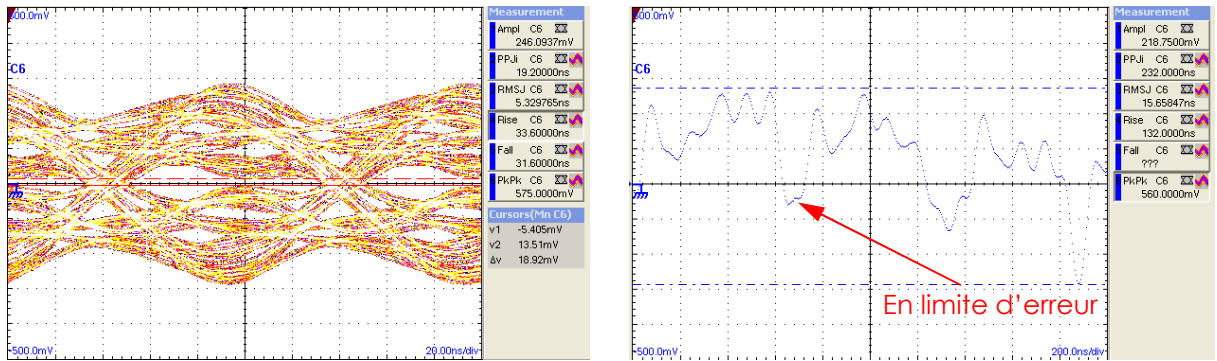 500.0mV
C6
-500.0mV
20.00ns/div
Measurement
Ampl C6
246.0937mV
PPJi C6
19.20000ns
RMSJ C6
5.329765ns
Rise C6
33.60000ns
Fall C6
31.60000ns
PkPk C6
575.0000mV
Cursors(Mn C6)
v1 -5.405mV
v2 13.51mV
Δv 18.92mV
500.0mV
C6
-500.0mV
200.0ns/div
En limite d'erreur
Measurement
Ampl C6
218.7500mV
PPJi C6
232.0000ns
RMSJ C6
15.65847ns
Rise C6
132.0000ns
Fall C6
???
PkPk C6
560.0000mV